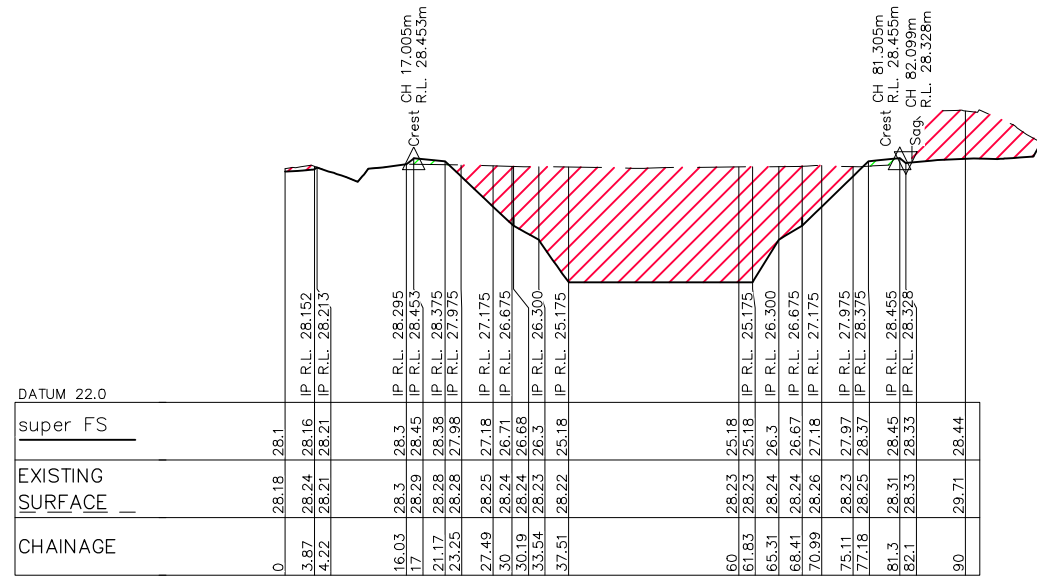 Crest CH 17.005m
R.L. 28.453m
Crest CH 81.305m
R.L. 28.455m
Sag CH 82.099m
R.L. 28.328m
IP R.L. 28.152
IP R.L. 28.213
IP R.L. 28.295
IP R.L. 28.453
IP R.L. 28.375
IP R.L. 27.975
IP R.L. 27.175
IP R.L. 26.675
IP R.L. 26.300
IP R.L. 25.175
IP R.L. 25.175
IP R.L. 26.300
IP R.L. 26.675
IP R.L. 27.175
IP R.L. 27.975
IP R.L. 28.375
IP R.L. 28.455
IP R.L. 28.328
DATUM 22.0
super FS 28.1 28.16 28.21 28.3 28.45 28.38 27.98 27.18 26.71 26.68 26.3 25.18 25.18 25.18 26.3 26.67 27.18 27.97 28.37 28.45 28.33 28.44
EXISTING
SURFACE 28.18 28.24 28.21 28.3 28.29 28.28 28.28 28.25 28.24 28.24 28.23 28.22 28.23 28.23 28.24 28.24 28.26 28.23 28.25 28.31 28.33 29.71
CHAINAGE 0 3.87 4.22 16.03 17 21.17 23.25 27.49 30 30.19 33.54 37.51 60 61.83 65.31 68.41 70.99 75.11 77.18 81.3 82.1 90